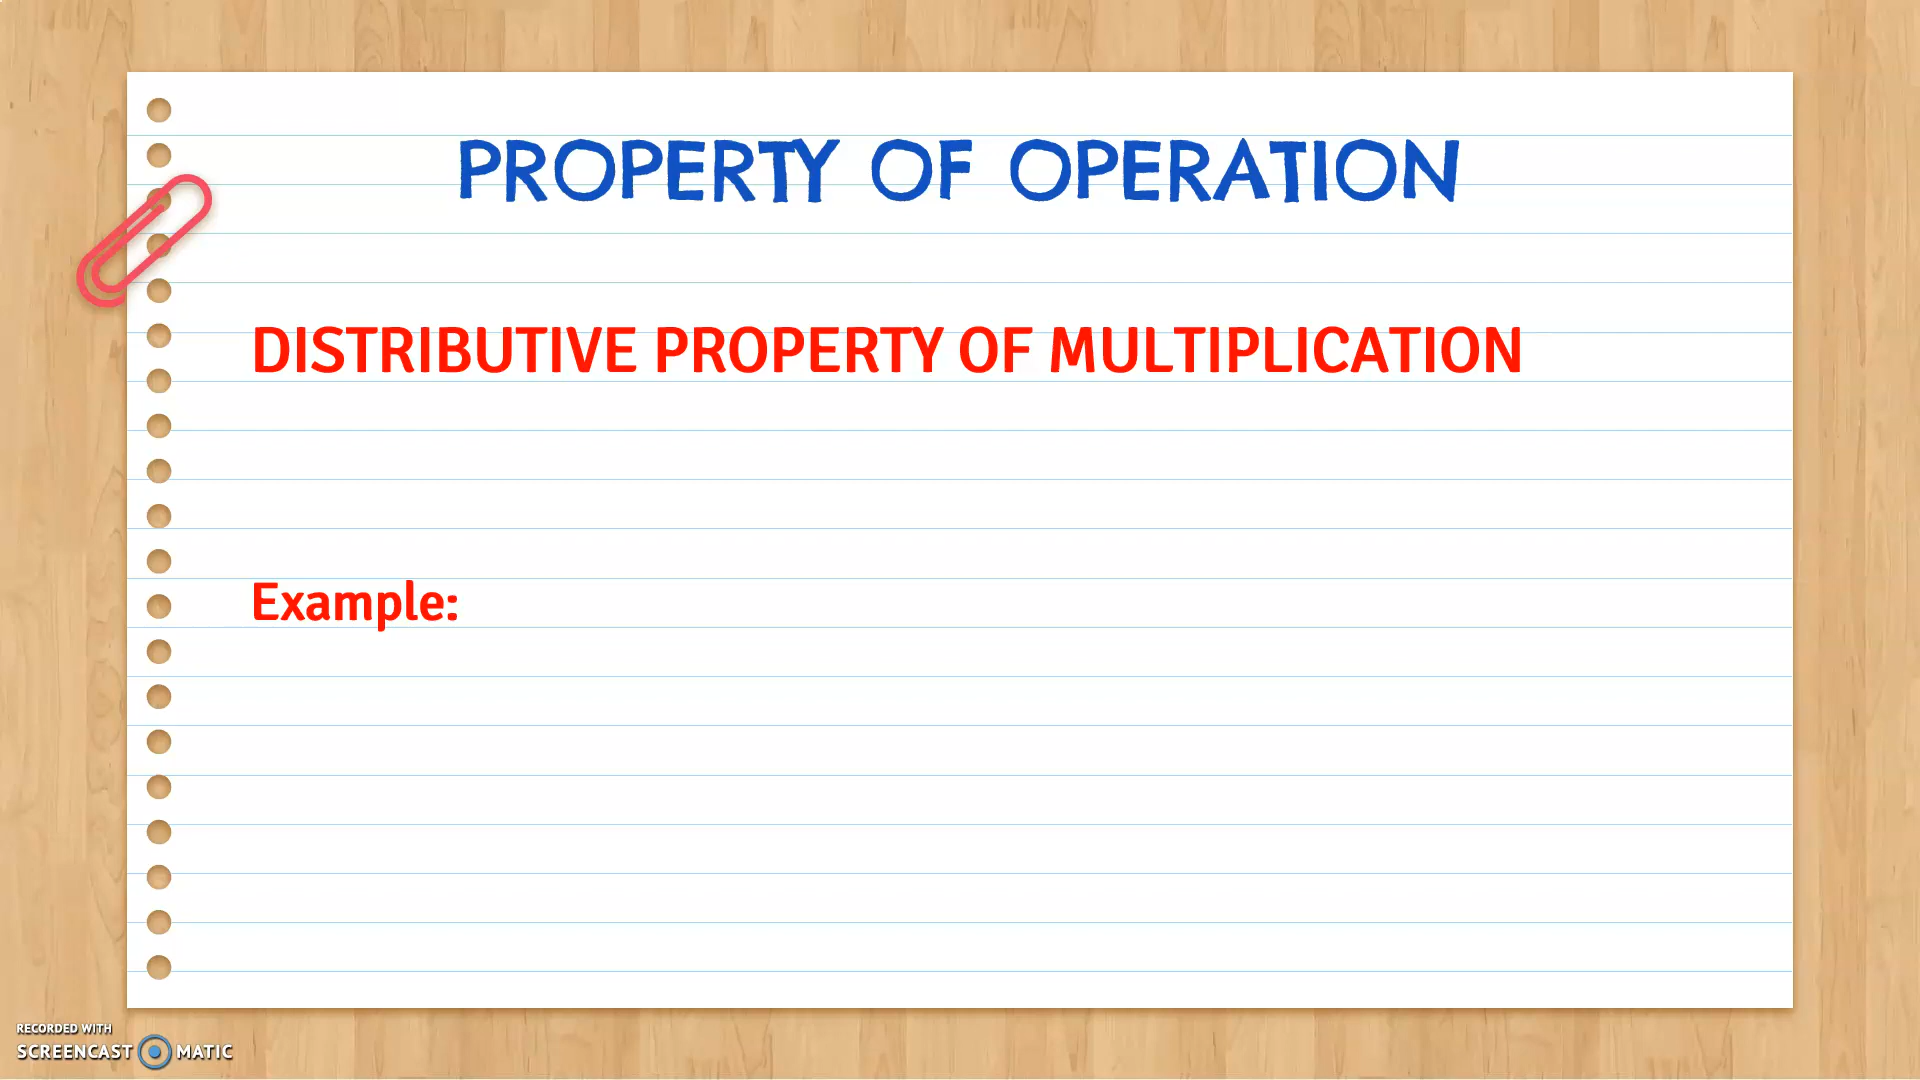 PROPERTY OF OPERATION
DISTRIBUTIVE PROPERTY OF MULTIPLICATION
Example:
RECORDED WITH
SCREENCAST MATIC